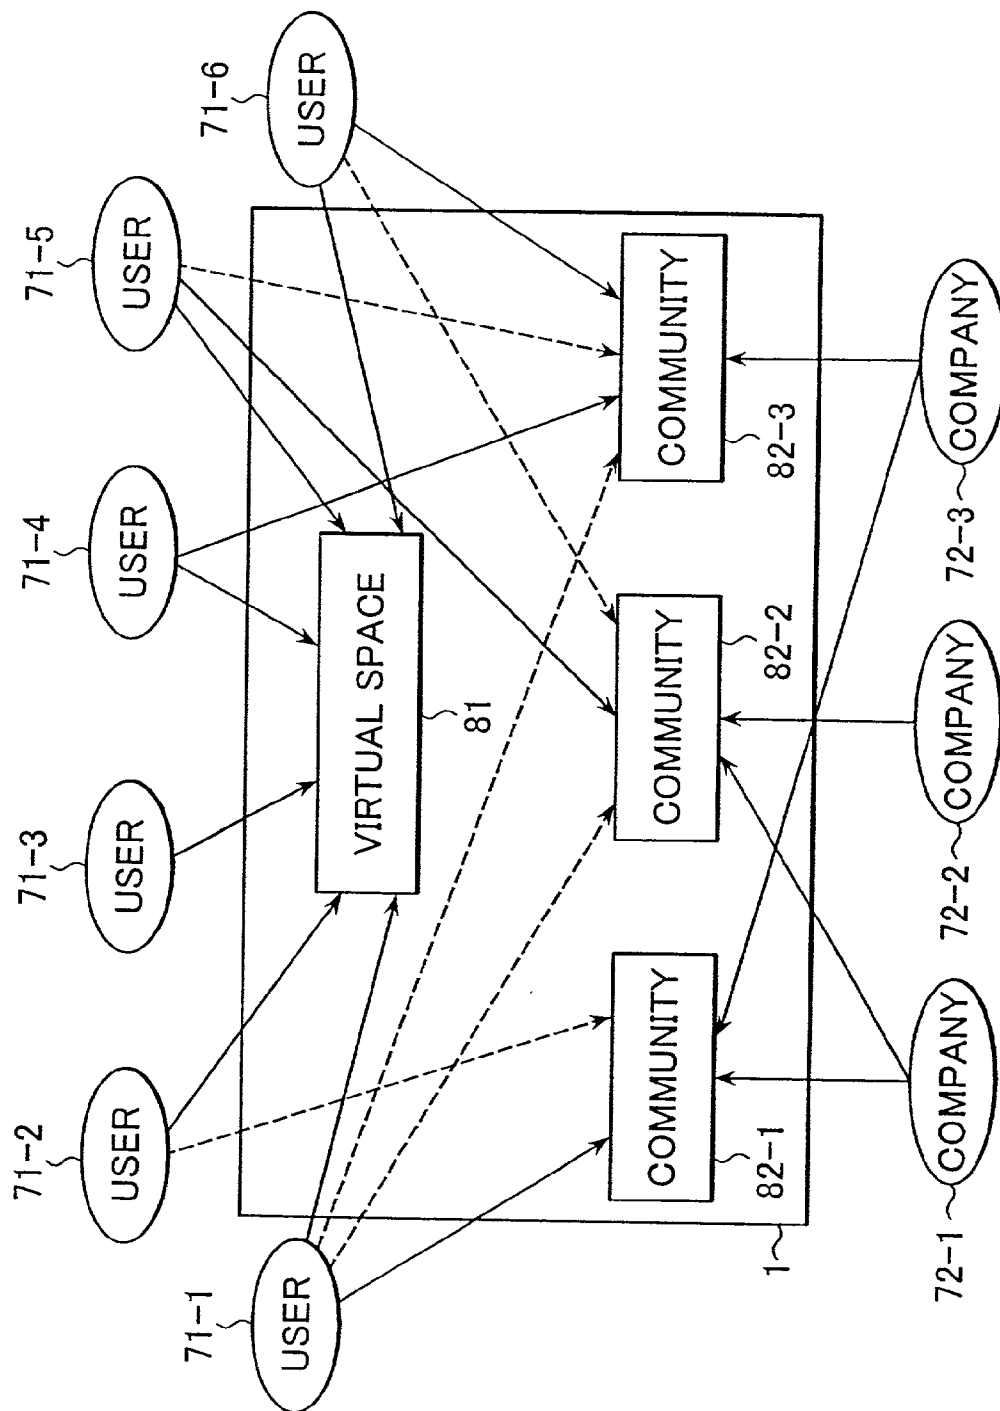 71-1
USER
71-2
USER
71-3
USER
71-4
USER
71-5
USER
71-6
USER
VIRTUAL SPACE
81
COMMUNITY
82-1
COMMUNITY
82-2
COMMUNITY
82-3
1
COMPANY
72-1
COMPANY
72-2
COMPANY
72-3